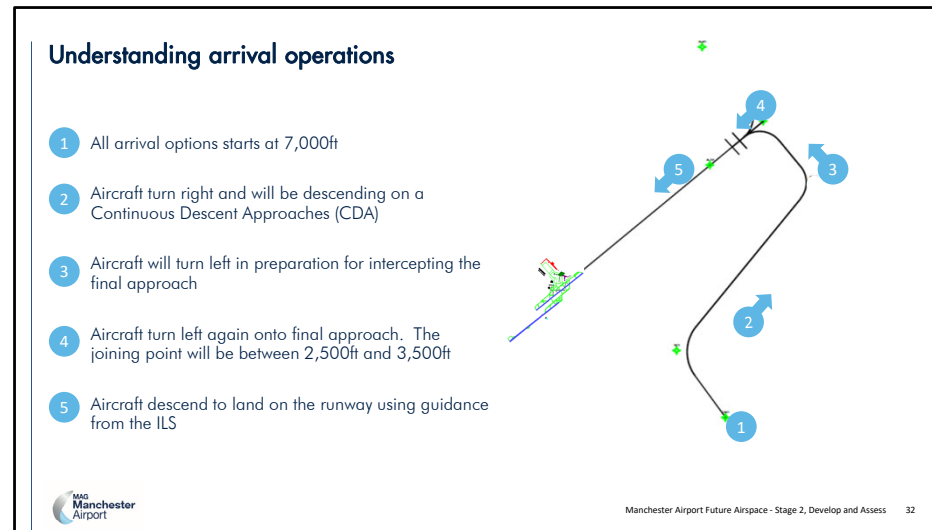 Understanding arrival operations
1 All arrival options starts at 7,000ft
2 Aircraft turn right and will be descending on a
Continuous Descent Approaches (CDA)
3 Aircraft will turn left in preparation for intercepting the
final approach
4 Aircraft turn left again onto final approach. The
joining point will be between 2,500ft and 3,500ft
5 Aircraft descend to land on the runway using guidance
from the ILS
4
5
3
2
1
MAG
Manchester
Airport
Manchester Airport Future Airspace - Stage 2, Develop and Assess 32